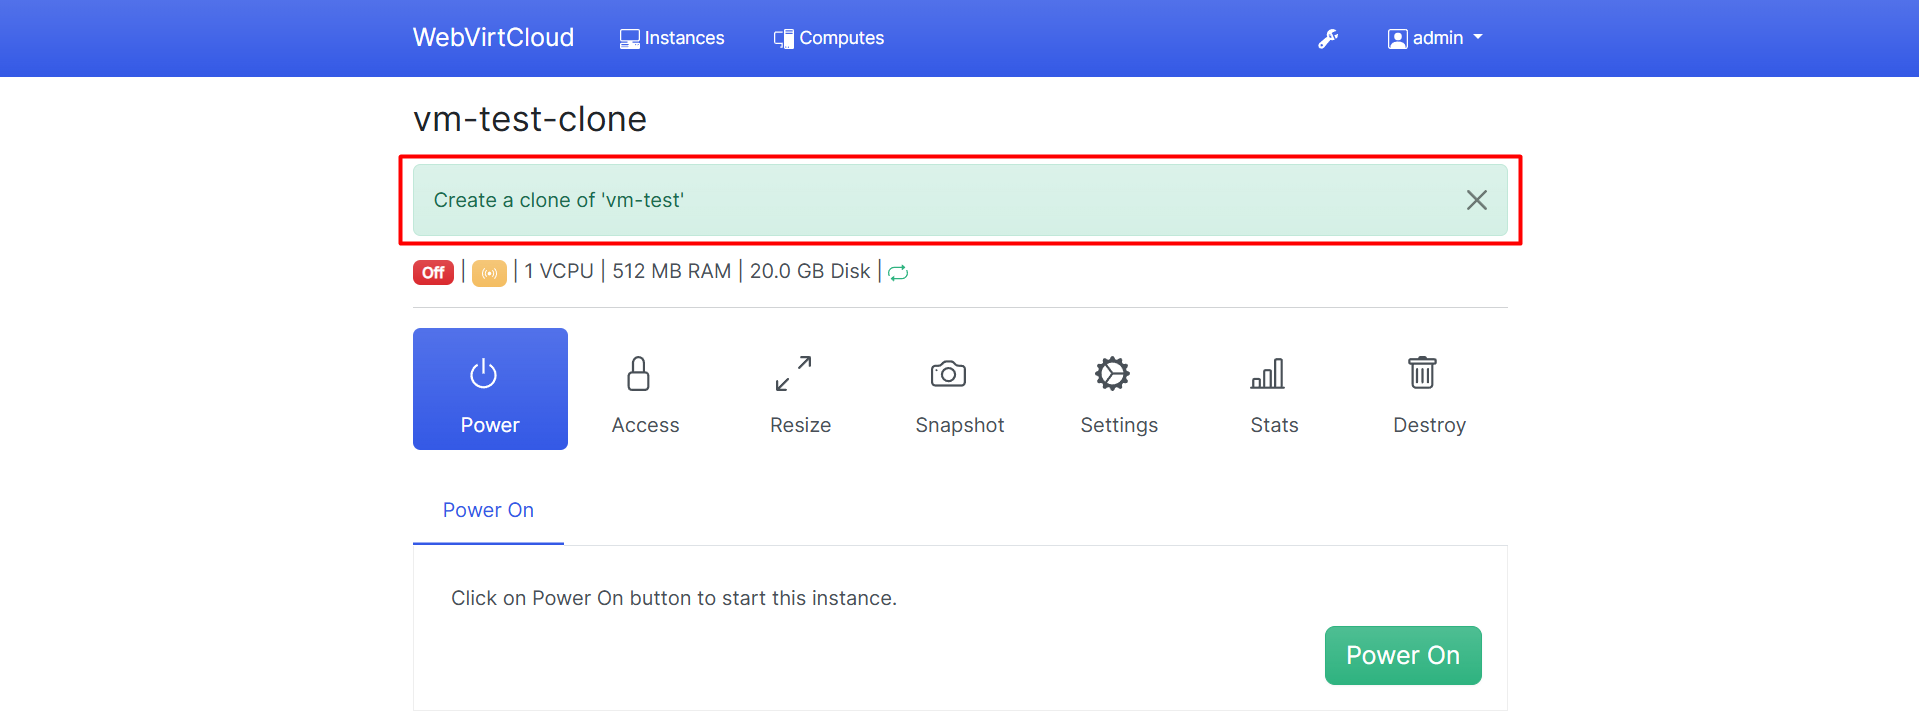 WebVirtCloud Instances Computes admin
vm-test-clone
Create a clone of 'vm-test'
Off | | 1 VCPU | 512 MB RAM | 20.0 GB Disk |
Power Access Resize Snapshot Settings Stats Destroy
Power On
Click on Power On button to start this instance.
Power On